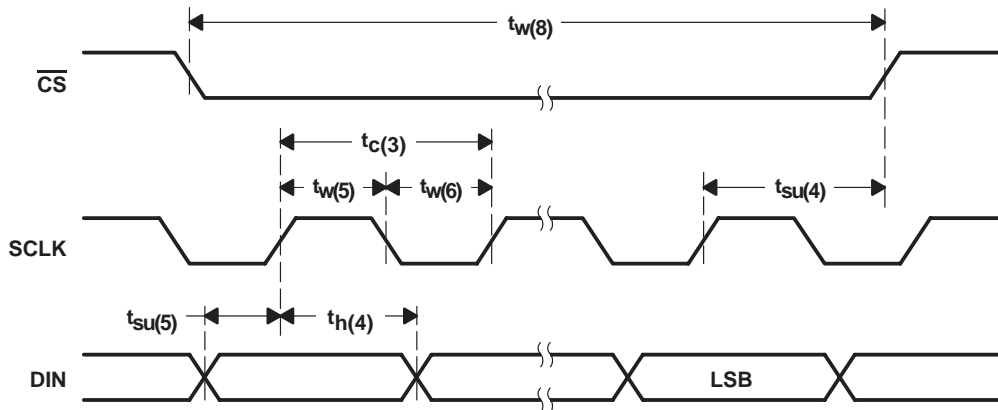 tw(8)
CS
tc(3)
tw(5) tw(6) tsu(4)
SCLK
tsu(5) th(4)
DIN LSB